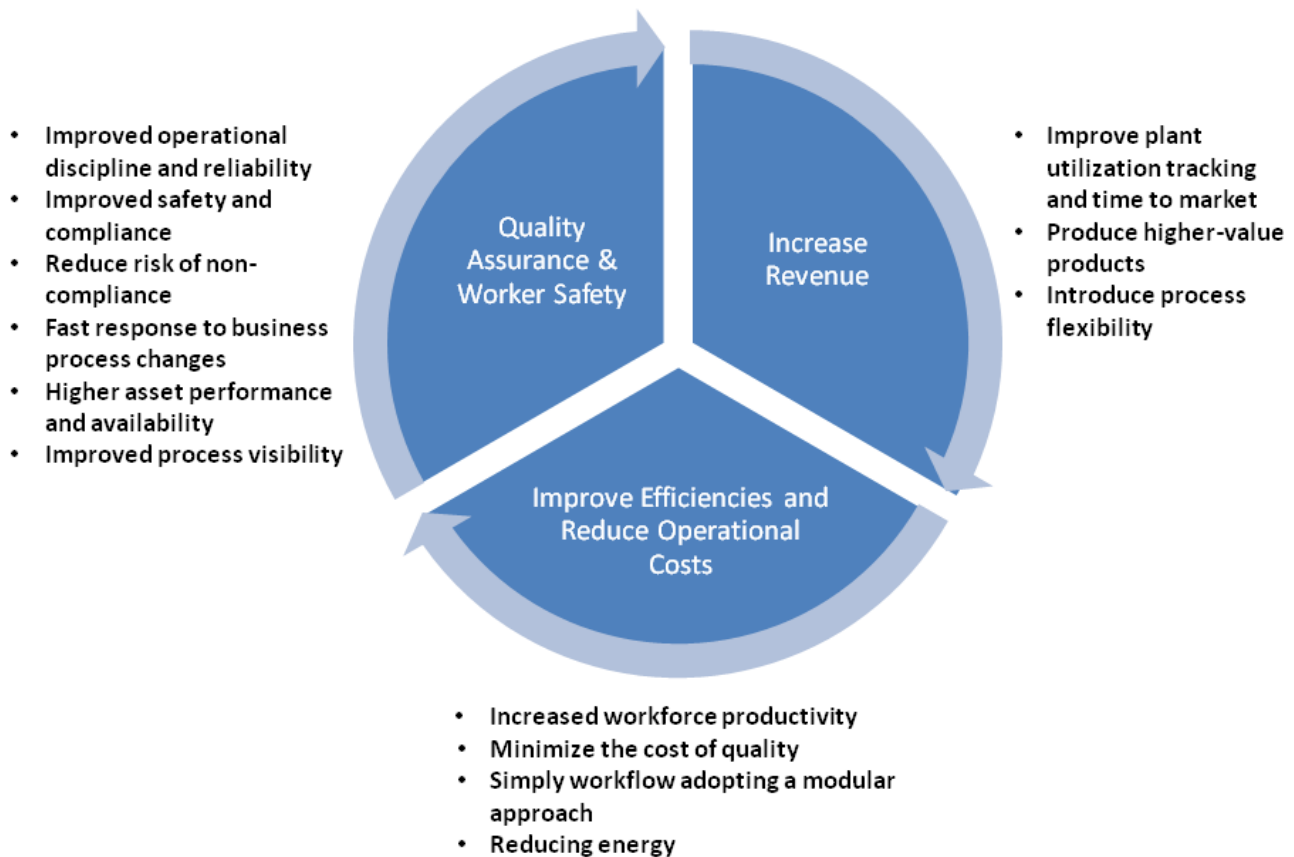 • Improved operational
discipline and reliability
• Improved safety and
compliance
• Reduce risk of non-
compliance
• Fast response to business
process changes
• Higher asset performance
and availability
• Improved process visibility
Quality
Assurance &
Worker Safety
Increase
Revenue
• Improve plant
utilization tracking
and time to market
• Produce higher-value
products
• Introduce process
flexibility
Improve Efficiencies and
Reduce Operational
Costs
• Increased workforce productivity
• Minimize the cost of quality
• Simply workflow adopting a modular
approach
• Reducing energy